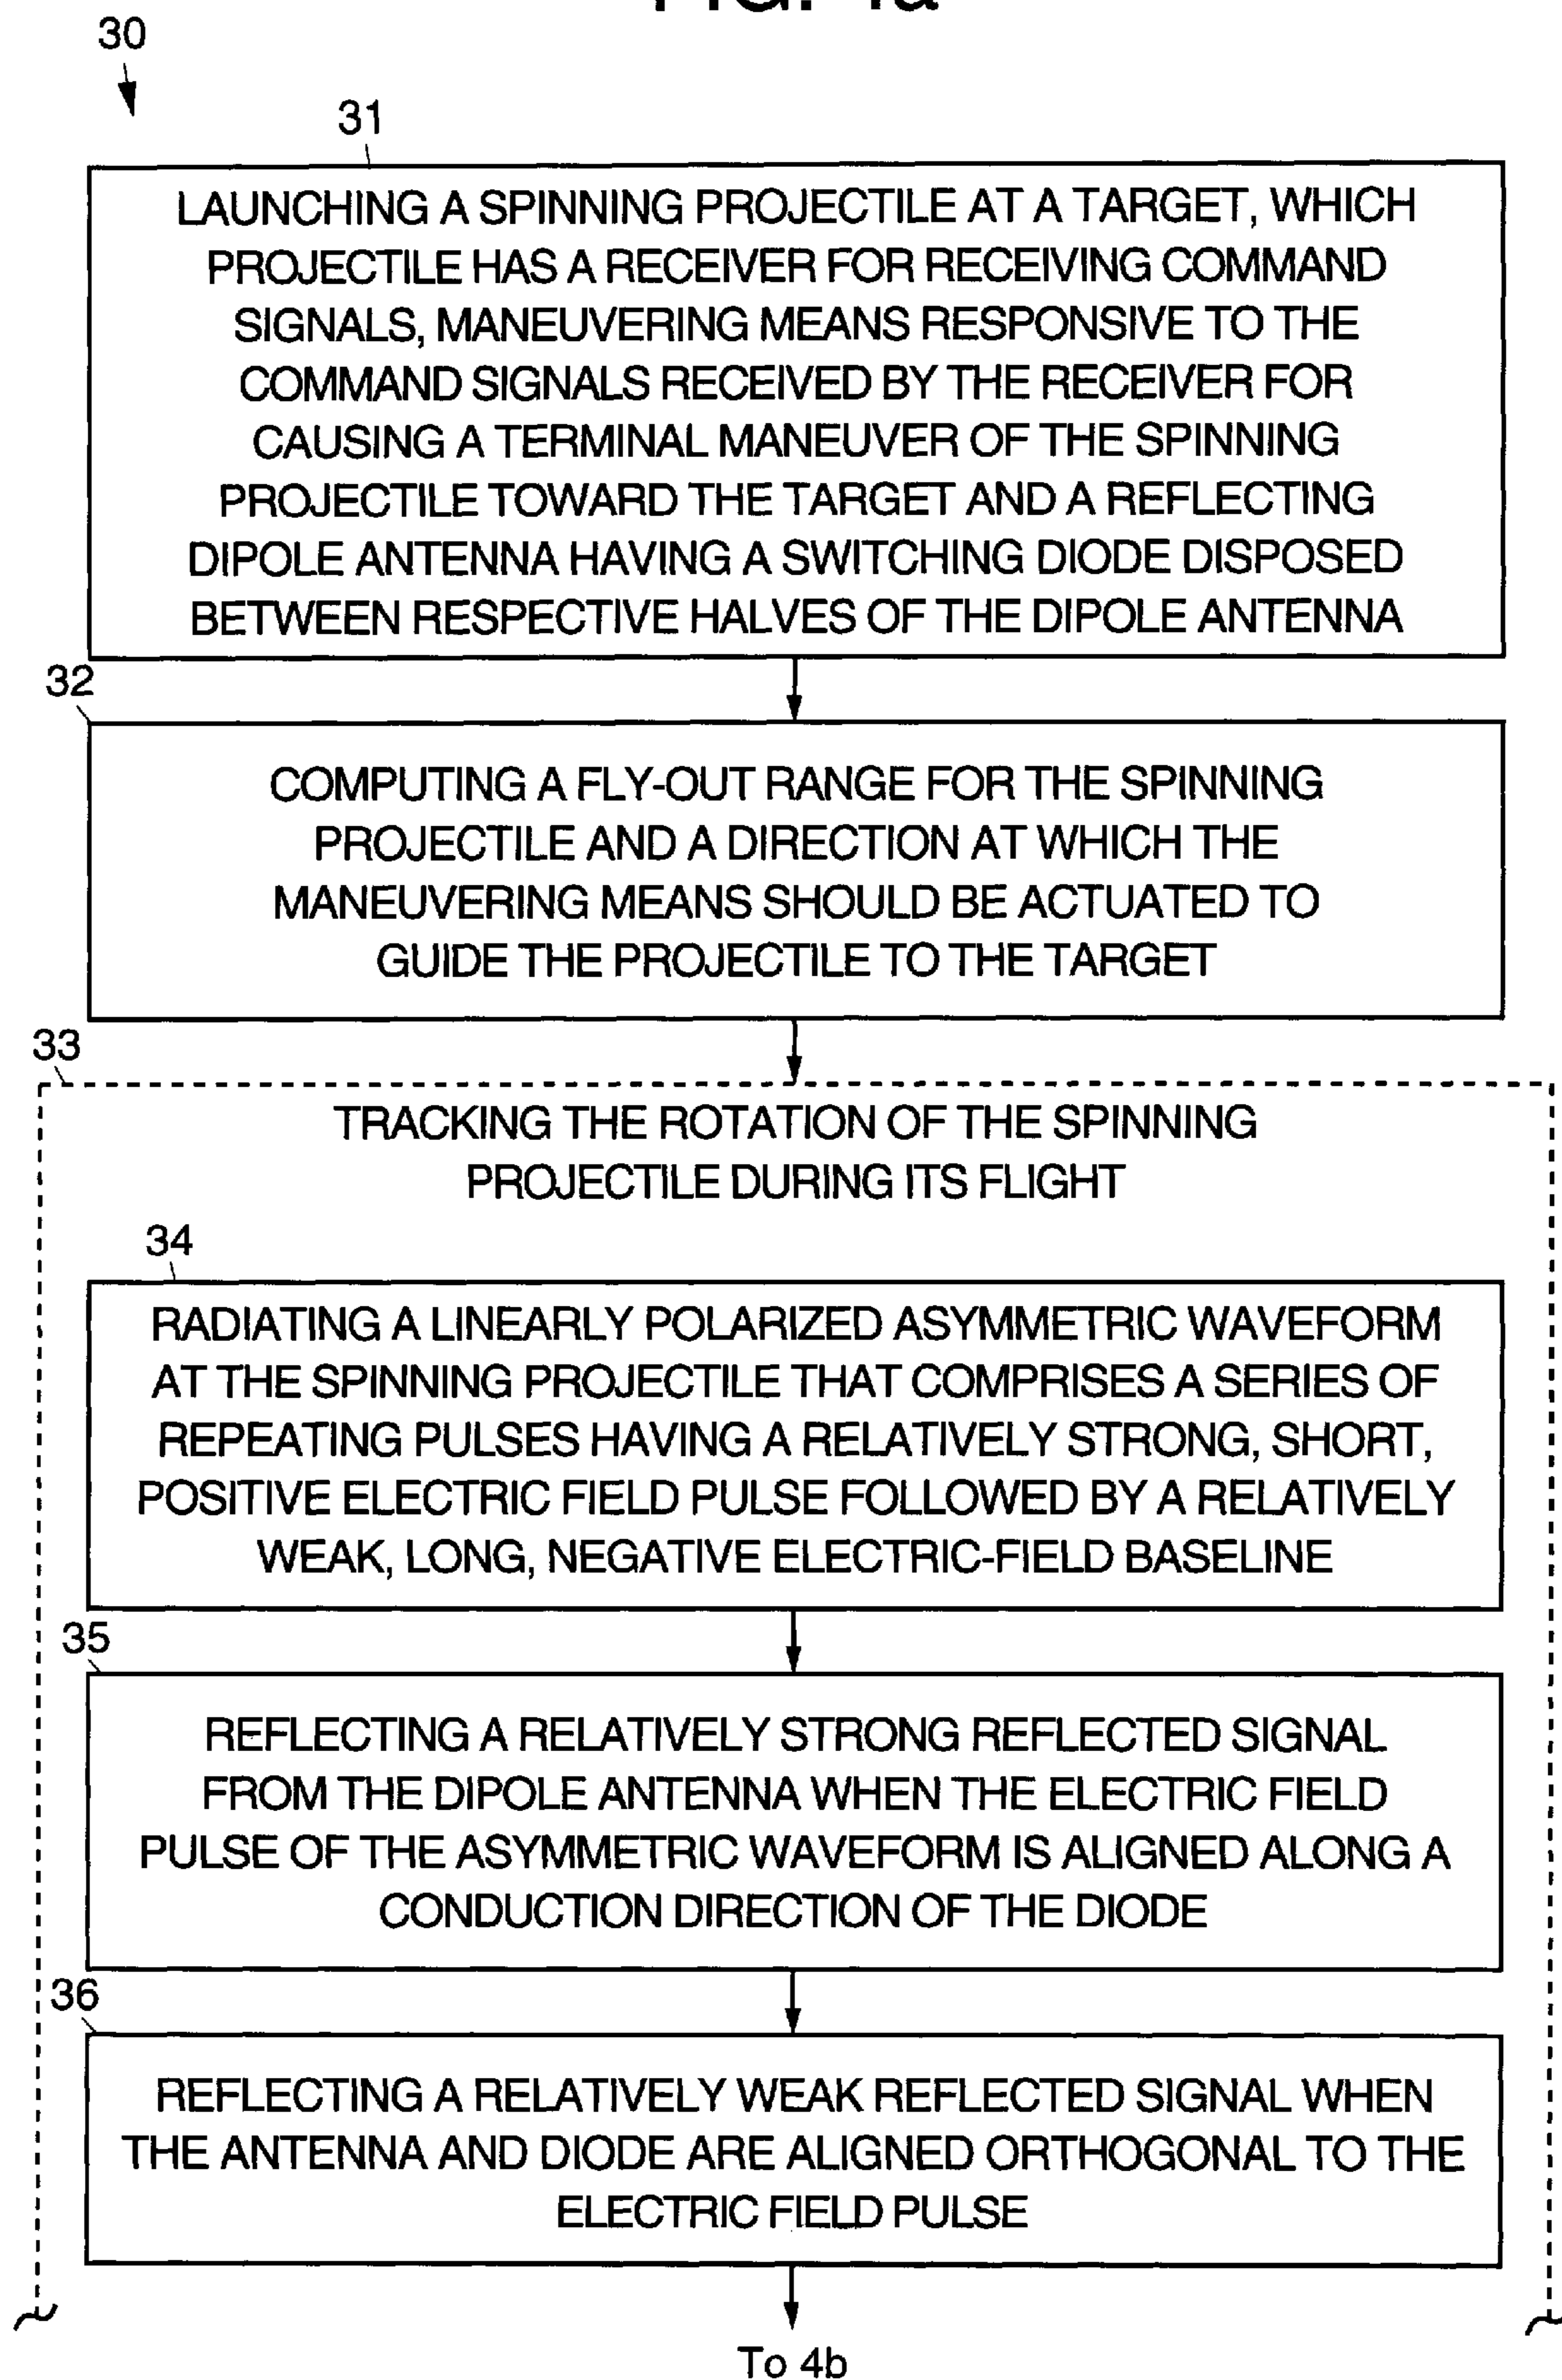 FIG. 4a
30
31
LAUNCHING A SPINNING PROJECTILE AT A TARGET, WHICH
PROJECTILE HAS A RECEIVER FOR RECEIVING COMMAND
SIGNALS, MANEUVERING MEANS RESPONSIVE TO THE
COMMAND SIGNALS RECEIVED BY THE RECEIVER FOR
CAUSING A TERMINAL MANEUVER OF THE SPINNING
PROJECTILE TOWARD THE TARGET AND A REFLECTING
DIPOLE ANTENNA HAVING A SWITCHING DIODE DISPOSED
BETWEEN RESPECTIVE HALVES OF THE DIPOLE ANTENNA
32
COMPUTING A FLY-OUT RANGE FOR THE SPINNING
PROJECTILE AND A DIRECTION AT WHICH THE
MANEUVERING MEANS SHOULD BE ACTUATED TO
GUIDE THE PROJECTILE TO THE TARGET
33
TRACKING THE ROTATION OF THE SPINNING
PROJECTILE DURING ITS FLIGHT
34
RADIATING A LINEARLY POLARIZED ASYMMETRIC WAVEFORM
AT THE SPINNING PROJECTILE THAT COMPRISES A SERIES OF
REPEATING PULSES HAVING A RELATIVELY STRONG, SHORT,
POSITIVE ELECTRIC FIELD PULSE FOLLOWED BY A RELATIVELY
WEAK, LONG, NEGATIVE ELECTRIC-FIELD BASELINE
35
REFLECTING A RELATIVELY STRONG REFLECTED SIGNAL
FROM THE DIPOLE ANTENNA WHEN THE ELECTRIC FIELD
PULSE OF THE ASYMMETRIC WAVEFORM IS ALIGNED ALONG A
CONDUCTION DIRECTION OF THE DIODE
36
REFLECTING A RELATIVELY WEAK REFLECTED SIGNAL WHEN
THE ANTENNA AND DIODE ARE ALIGNED ORTHOGONAL TO THE
ELECTRIC FIELD PULSE
To 4b